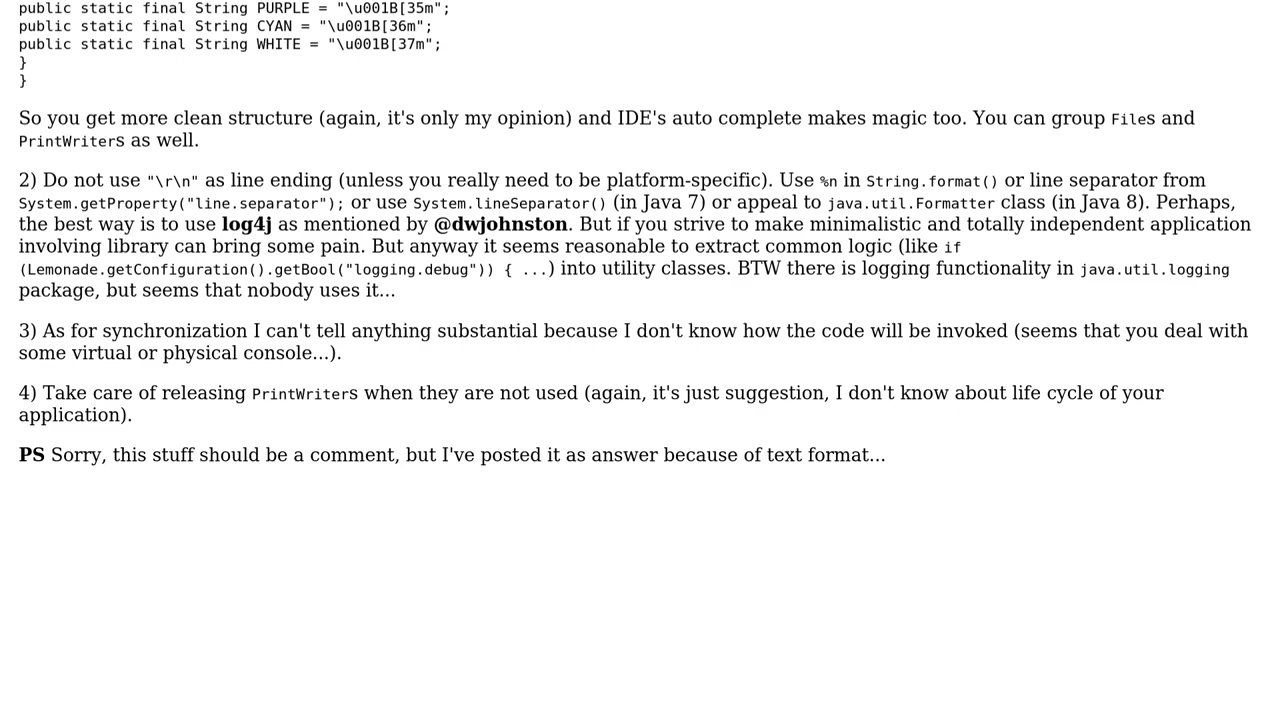 public static final String PURPLE = "\u001B[35m";
public static final String CYAN = "\u001B[36m";
public static final String WHITE = "\u001B[37m";
}
}
So you get more clean structure (again, it's only my opinion) and IDE's auto complete makes magic too. You can group Files and
PrintWriters as well.
2) Do not use "\r\n" as line ending (unless you really need to be platform-specific). Use %n in String.format() or line separator from
System.getProperty("line.separator"); or use System.lineSeparator() (in Java 7) or appeal to java.util.Formatter class (in Java 8). Perhaps,
the best way is to use log4j as mentioned by @dwjohnston. But if you strive to make minimalistic and totally independent application
involving library can bring some pain. But anyway it seems reasonable to extract common logic (like if
(Lemonade.getConfiguration().getBool("logging.debug")) { ...) into utility classes. BTW there is logging functionality in java.util.logging
package, but seems that nobody uses it...
3) As for synchronization I can't tell anything substantial because I don't know how the code will be invoked (seems that you deal with
some virtual or physical console...).
4) Take care of releasing PrintWriters when they are not used (again, it's just suggestion, I don't know about life cycle of your
application).
PS Sorry, this stuff should be a comment, but I've posted it as answer because of text format...